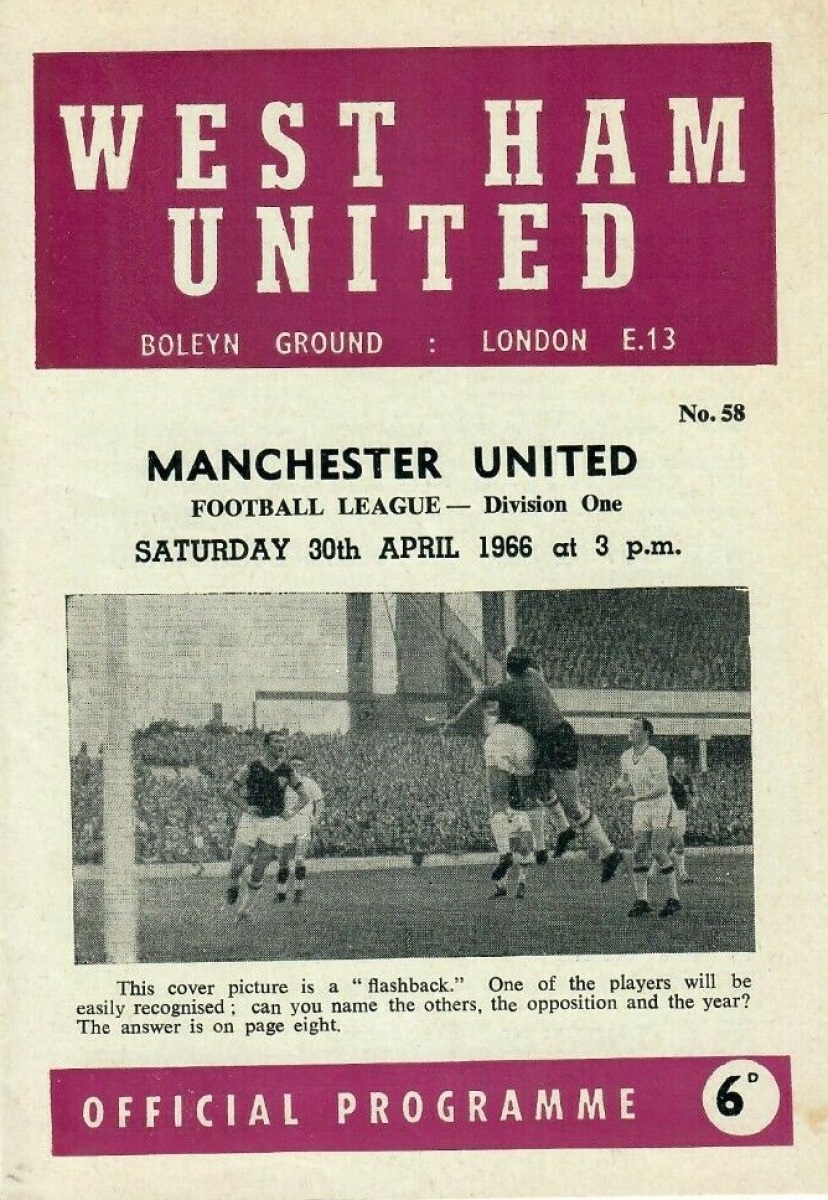 WEST HAM
UNITED
BOLEYN GROUND : LONDON E.13
No. 58
MANCHESTER UNITED
FOOTBALL LEAGUE — Division One
SATURDAY 30th APRIL 1966 at 3 p.m.
This cover picture is a “flashback.” One of the players will be
easily recognised ; can you name the others, the opposition and the year?
The answer is on page eight.
OFFICIAL PROGRAMME 6D